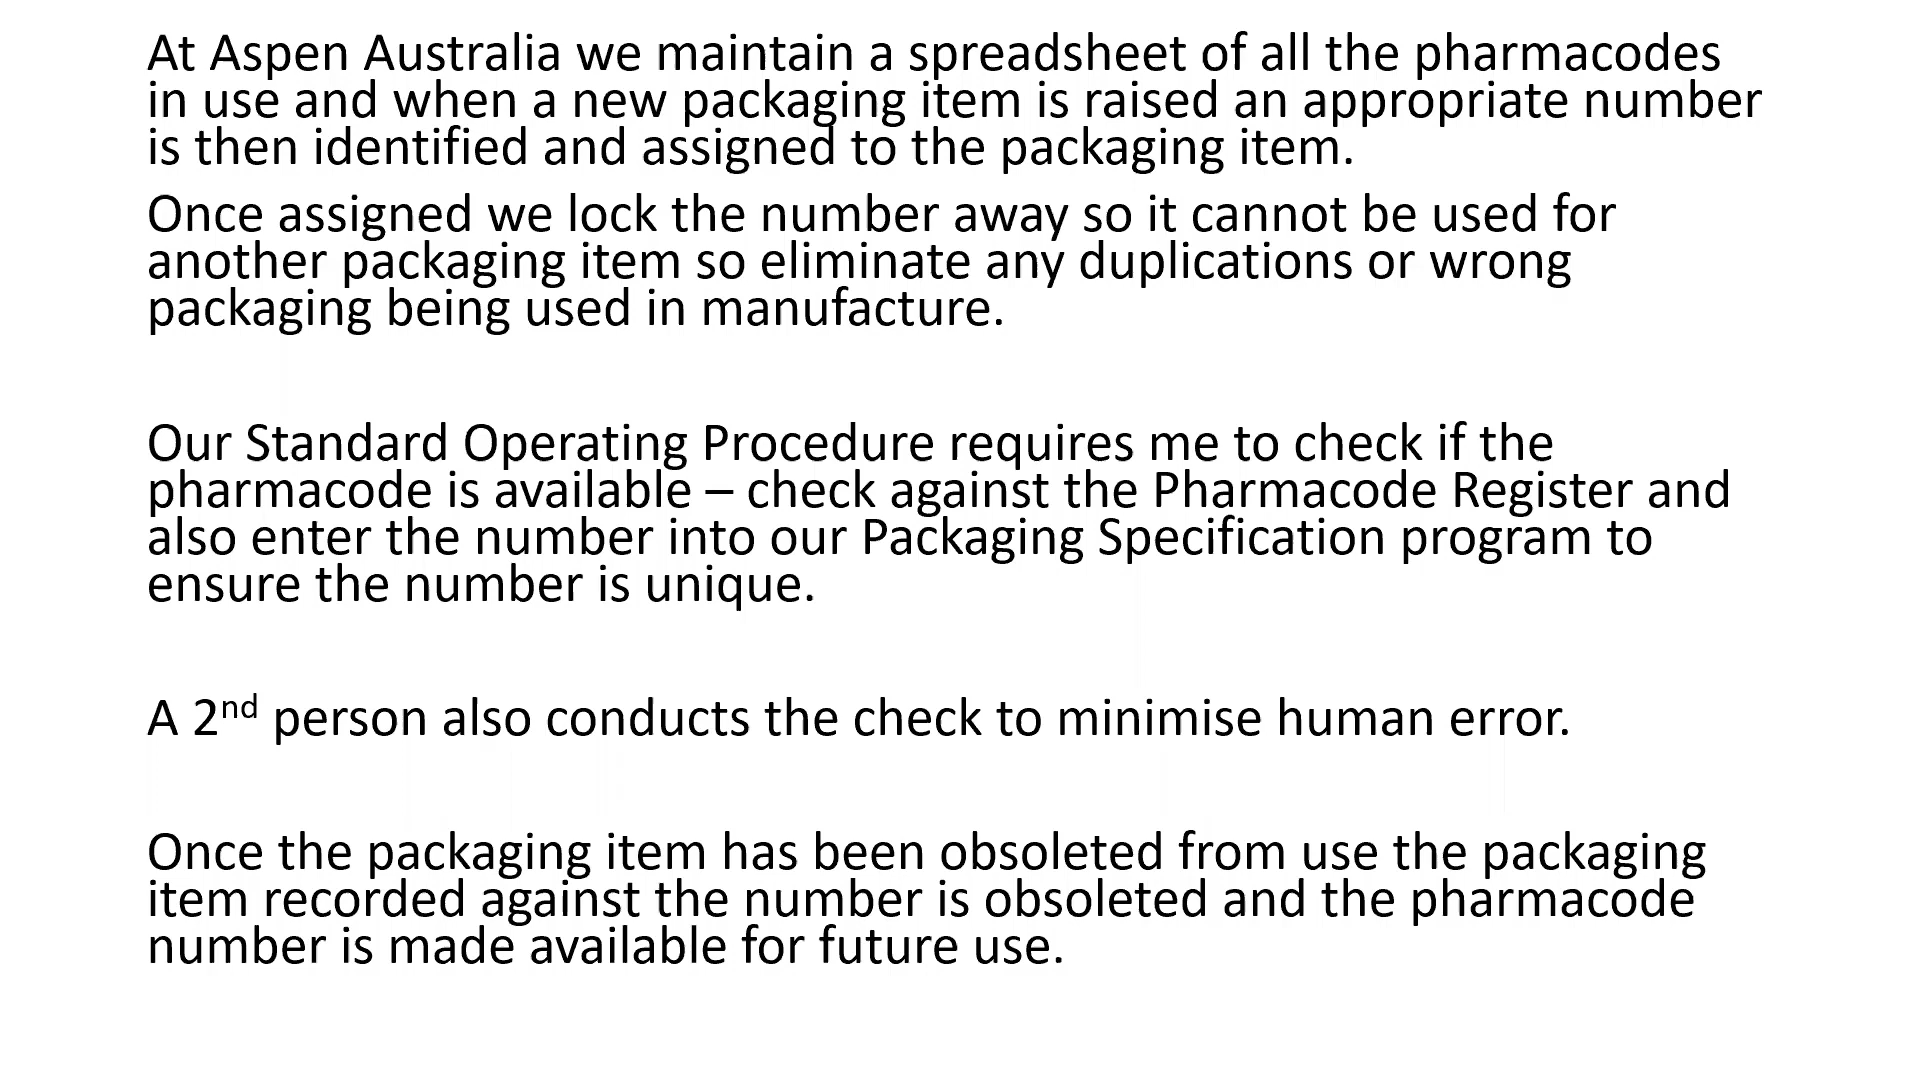 At Aspen Australia we maintain a spreadsheet of all the pharmacodes
in use and when a new packaging item is raised an appropriate number
is then identified and assigned to the packaging item.
Once assigned we lock the number away so it cannot be used for
another packaging item so eliminate any duplications or wrong
packaging being used in manufacture.
Our Standard Operating Procedure requires me to check if the
pharmacode is available – check against the Pharmacode Register and
also enter the number into our Packaging Specification program to
ensure the number is unique.
A 2nd person also conducts the check to minimise human error.
Once the packaging item has been obsoleted from use the packaging
item recorded against the number is obsoleted and the pharmacode
number is made available for future use.